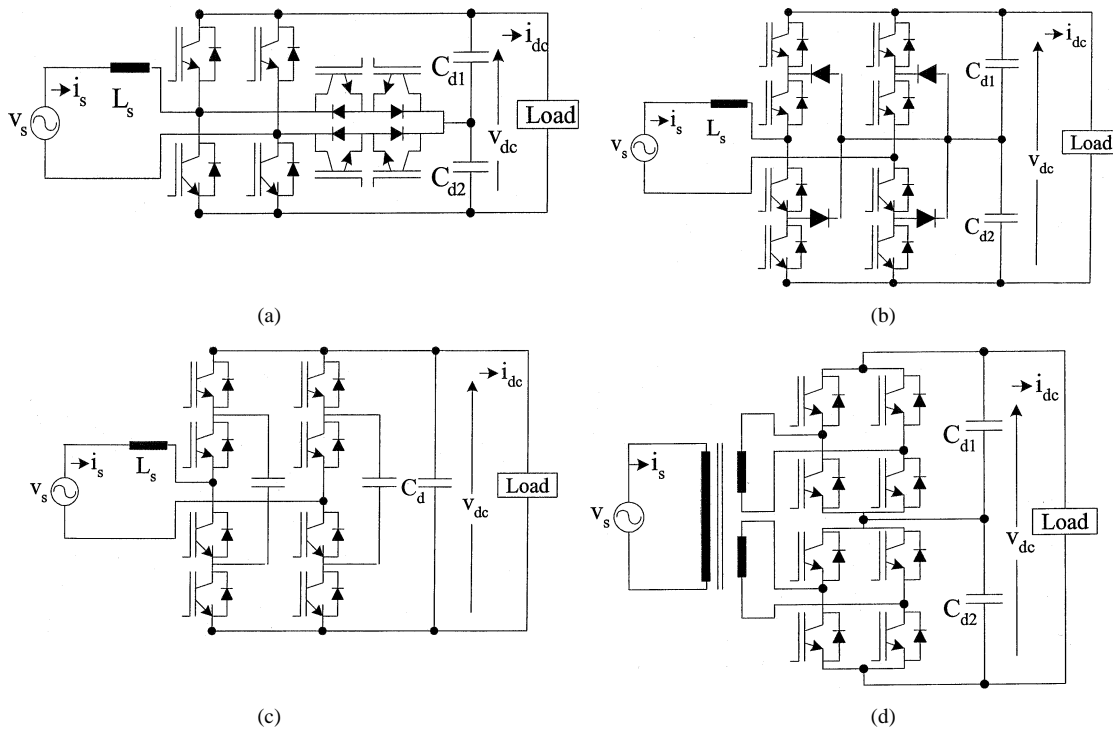 i_dc
C_d1
i_s
L_s
v_s
v_dc
Load
C_d2
(a)
i_dc
C_d1
i_s
L_s
v_s
v_dc
Load
C_d2
(b)
i_dc
i_s
L_s
v_s
C_d
v_dc
Load
(c)
i_dc
C_d1
i_s
v_s
v_dc
Load
C_d2
(d)